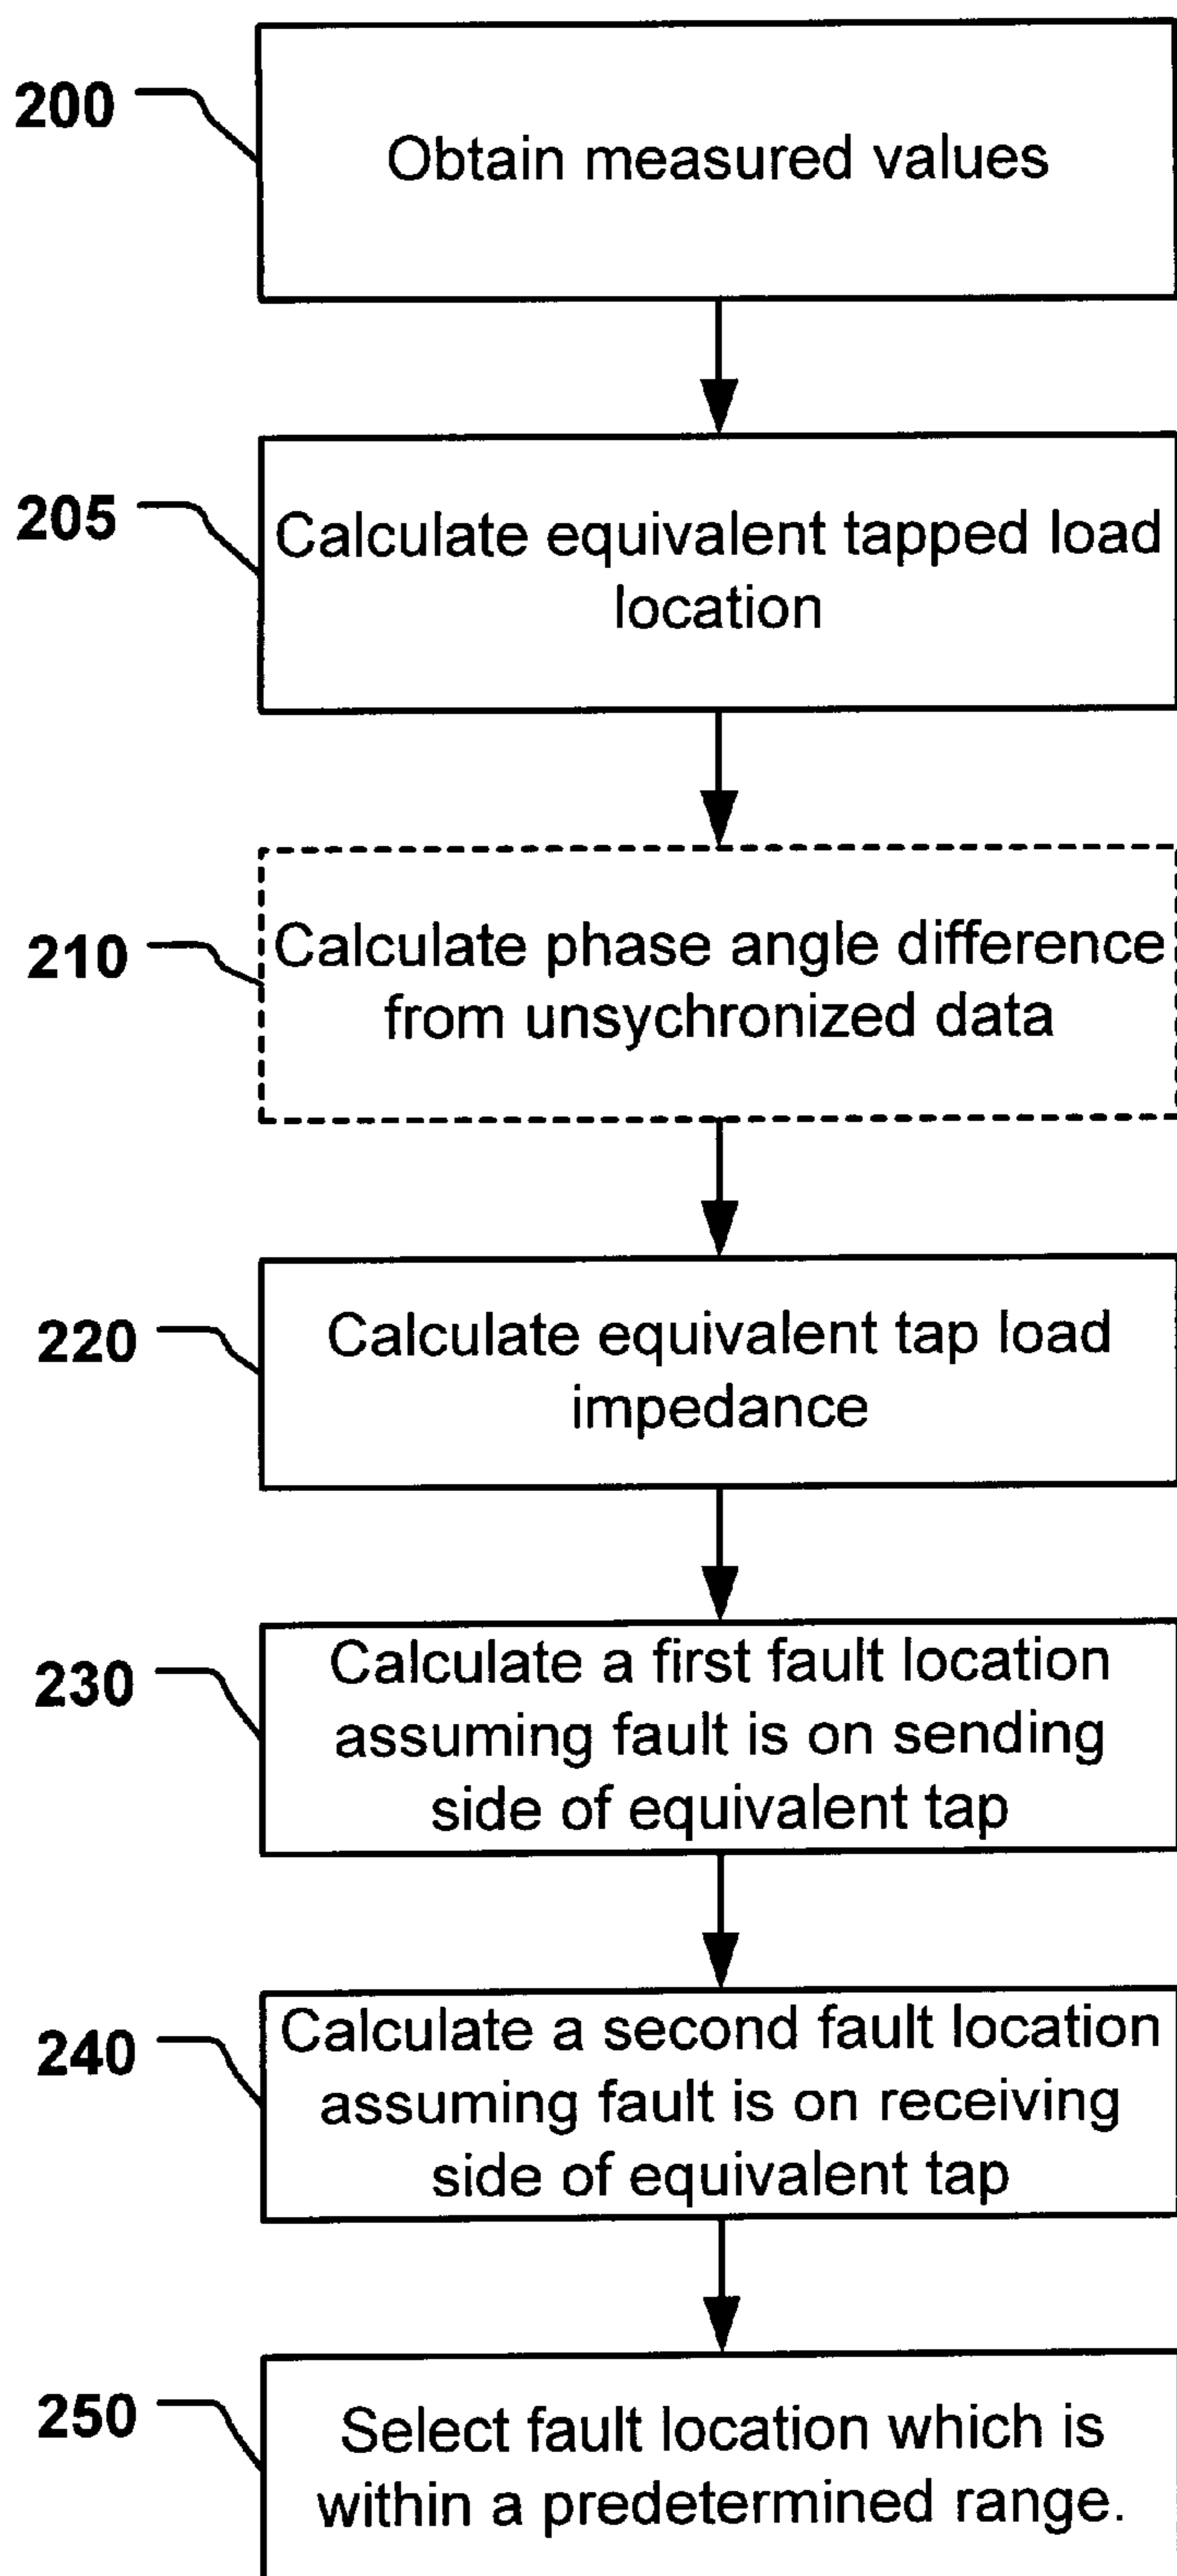 200
Obtain measured values
205
Calculate equivalent tapped load
location
210
Calculate phase angle difference
from unsychronized data
220
Calculate equivalent tap load
impedance
230
Calculate a first fault location
assuming fault is on sending
side of equivalent tap
240
Calculate a second fault location
assuming fault is on receiving
side of equivalent tap
250
Select fault location which is
within a predetermined range.